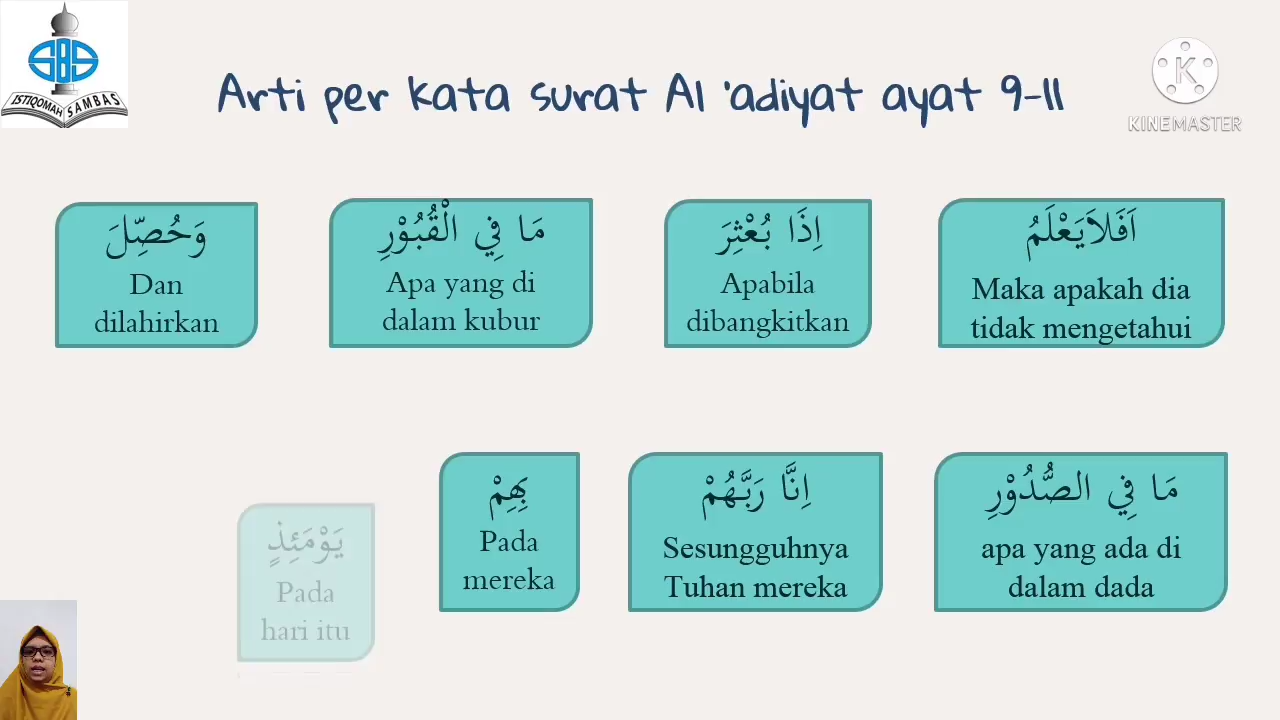 SBS
ISTIQOMAH SAMBAS
Arti per kata surat Al 'adiyat ayat 9-11
K
KINEMASTER
اَفَلاَيَعْلَمُ
Maka apakah dia
tidak mengetahui
اِذَا بُعْثِرَ
Apabila
dibangkitkan
مَا فِي الْقُبُوْرِ
Apa yang di
dalam kubur
وَحُصِّلَ
Dan
dilahirkan
مَا فِي الصُّدُوْرِ
apa yang ada di
dalam dada
اِنَّا رَبَّهُمْ
Sesungguhnya
Tuhan mereka
بِهِمْ
Pada
mereka
يَوْمَئِذٍ
Pada
hari itu